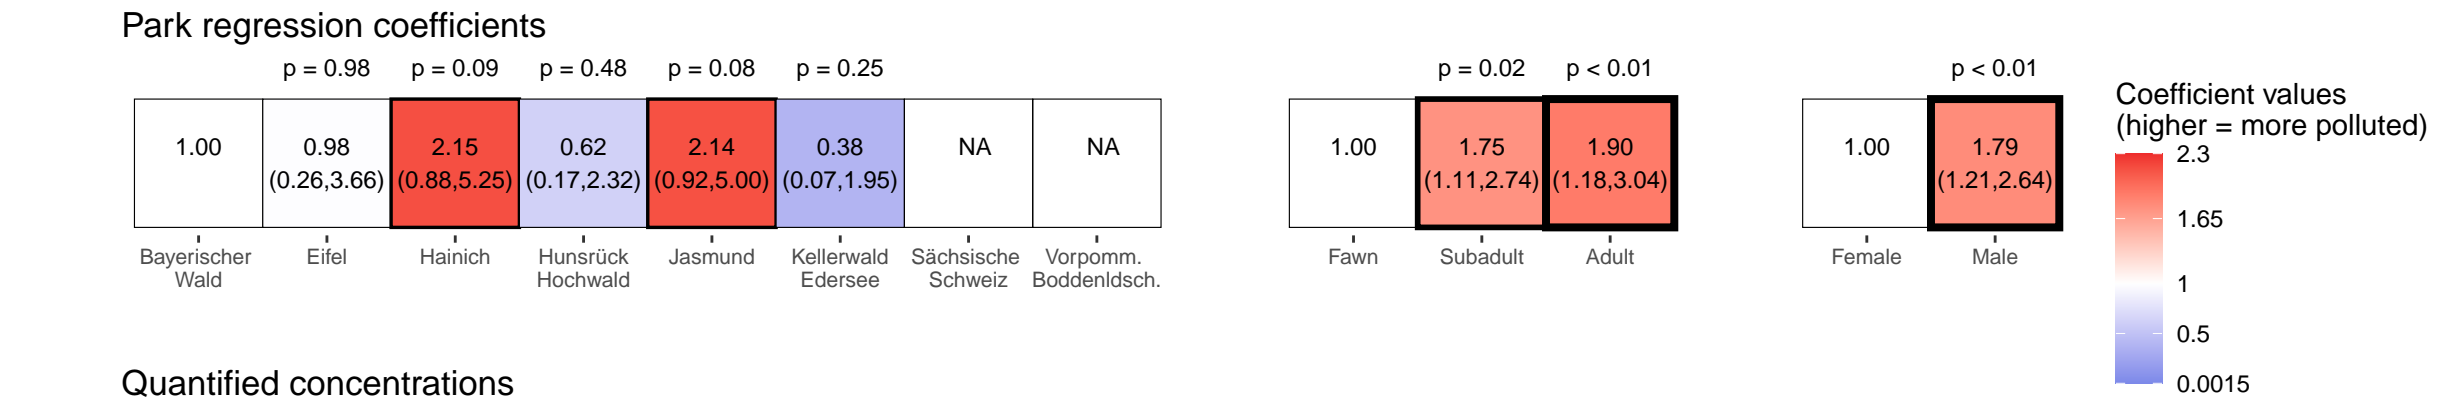 Park regression coefficients
p = 0.98 p = 0.09 p = 0.48 p = 0.08 p = 0.25 p = 0.02 p < 0.01 p < 0.01
1.00 0.98 2.15 0.62 2.14 0.38 NA NA 1.00 1.75 1.90 1.00 1.79
(0.26,3.66) (0.88,5.25) (0.17,2.32) (0.92,5.00) (0.07,1.95) (1.11,2.74) (1.18,3.04) (1.21,2.64)
Bayerischer Eifel Hainich Hunsrück Jasmund Kellerwald Sächsische Vorpomm. Fawn Subadult Adult Female Male
Wald Hochwald Edersee Schweiz Boddenldsch.
Coefficient values
(higher = more polluted)
2.3
1.65
1
0.5
0.0015
Quantified concentrations